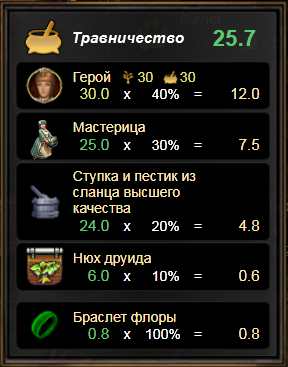 Фауна
Травничество 25.7
Герой 30 30
30.0 x 40% = 12.0
Мастерица
25.0 x 30% = 7.5
Ступка и пестик из
сланца высшего
качества
24.0 x 20% = 4.8
Нюх друида
6.0 x 10% = 0.6
Браслет флоры
0.8 x 100% = 0.8